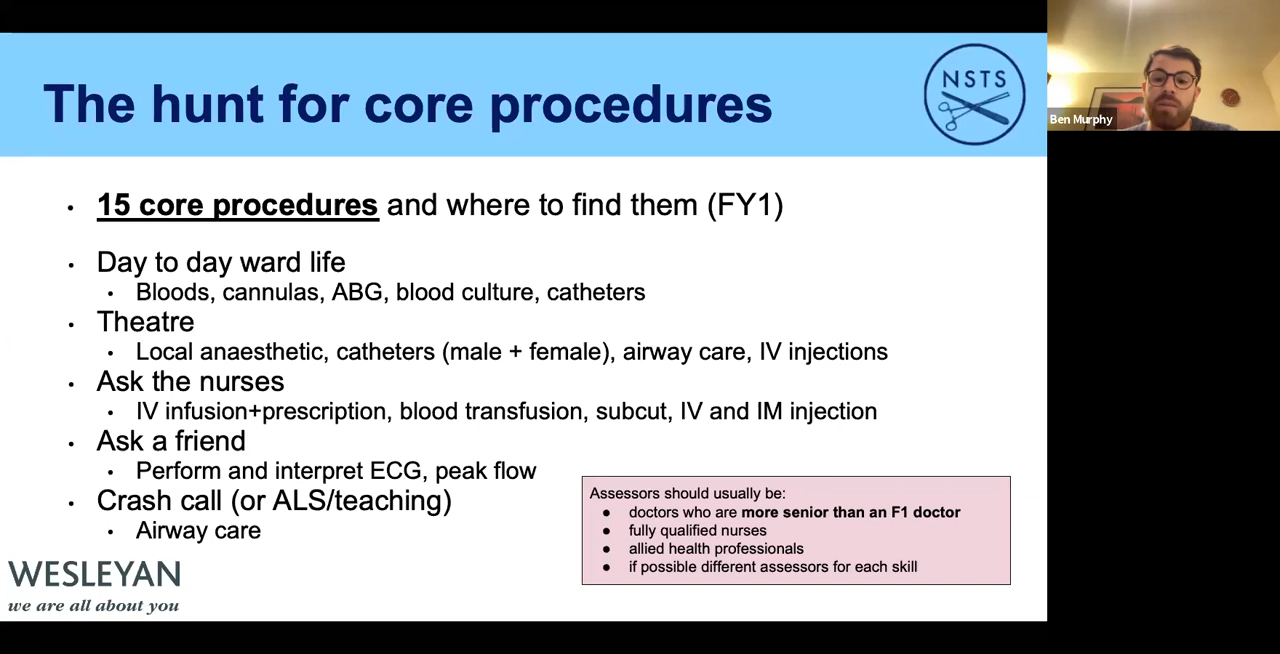 The hunt for core procedures
NSTS
Ben Murphy
• 15 core procedures and where to find them (FY1)
• Day to day ward life
• Bloods, cannulas, ABG, blood culture, catheters
• Theatre
• Local anaesthetic, catheters (male + female), airway care, IV injections
• Ask the nurses
• IV infusion+prescription, blood transfusion, subcut, IV and IM injection
• Ask a friend
• Perform and interpret ECG, peak flow
• Crash call (or ALS/teaching)
• Airway care
Assessors should usually be:
● doctors who are more senior than an F1 doctor
● fully qualified nurses
● allied health professionals
● if possible different assessors for each skill
WESLEYAN
we are all about you